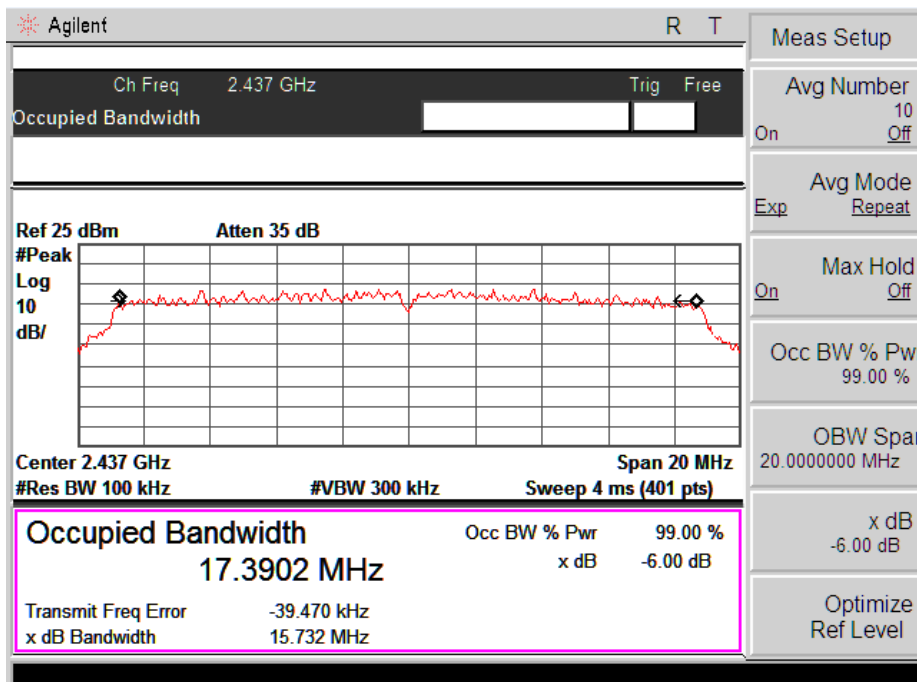 Agilent R T
Ch Freq 2.437 GHz Trig Free
Occupied Bandwidth
Ref 25 dBm Atten 35 dB
#Peak
Log
10
dB/
Center 2.437 GHz Span 20 MHz
#Res BW 100 kHz #VBW 300 kHz Sweep 4 ms (401 pts)
Occupied Bandwidth
17.3902 MHz
Occ BW % Pwr 99.00 %
x dB -6.00 dB
Transmit Freq Error -39.470 kHz
x dB Bandwidth 15.732 MHz
Meas Setup
Avg Number
10
On Off
Avg Mode
Exp Repeat
Max Hold
On Off
Occ BW % Pw
99.00 %
OBW Spa
20.0000000 MHz
x dB
-6.00 dB
Optimize
Ref Level